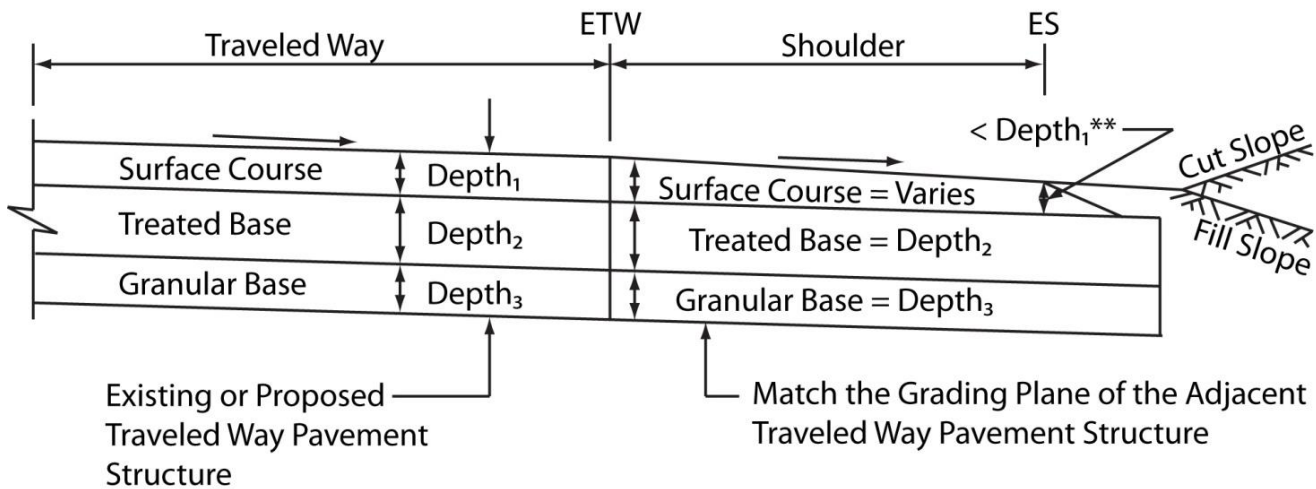 ETW
ES
Traveled Way
Shoulder
< Depth₁**
Cut Slope
Fill Slope
Surface Course
Depth₁
Surface Course = Varies
Treated Base
Depth₂
Treated Base = Depth₂
Granular Base
Depth₃
Granular Base = Depth₃
Existing or Proposed
Traveled Way Pavement
Structure
Match the Grading Plane of the Adjacent
Traveled Way Pavement Structure